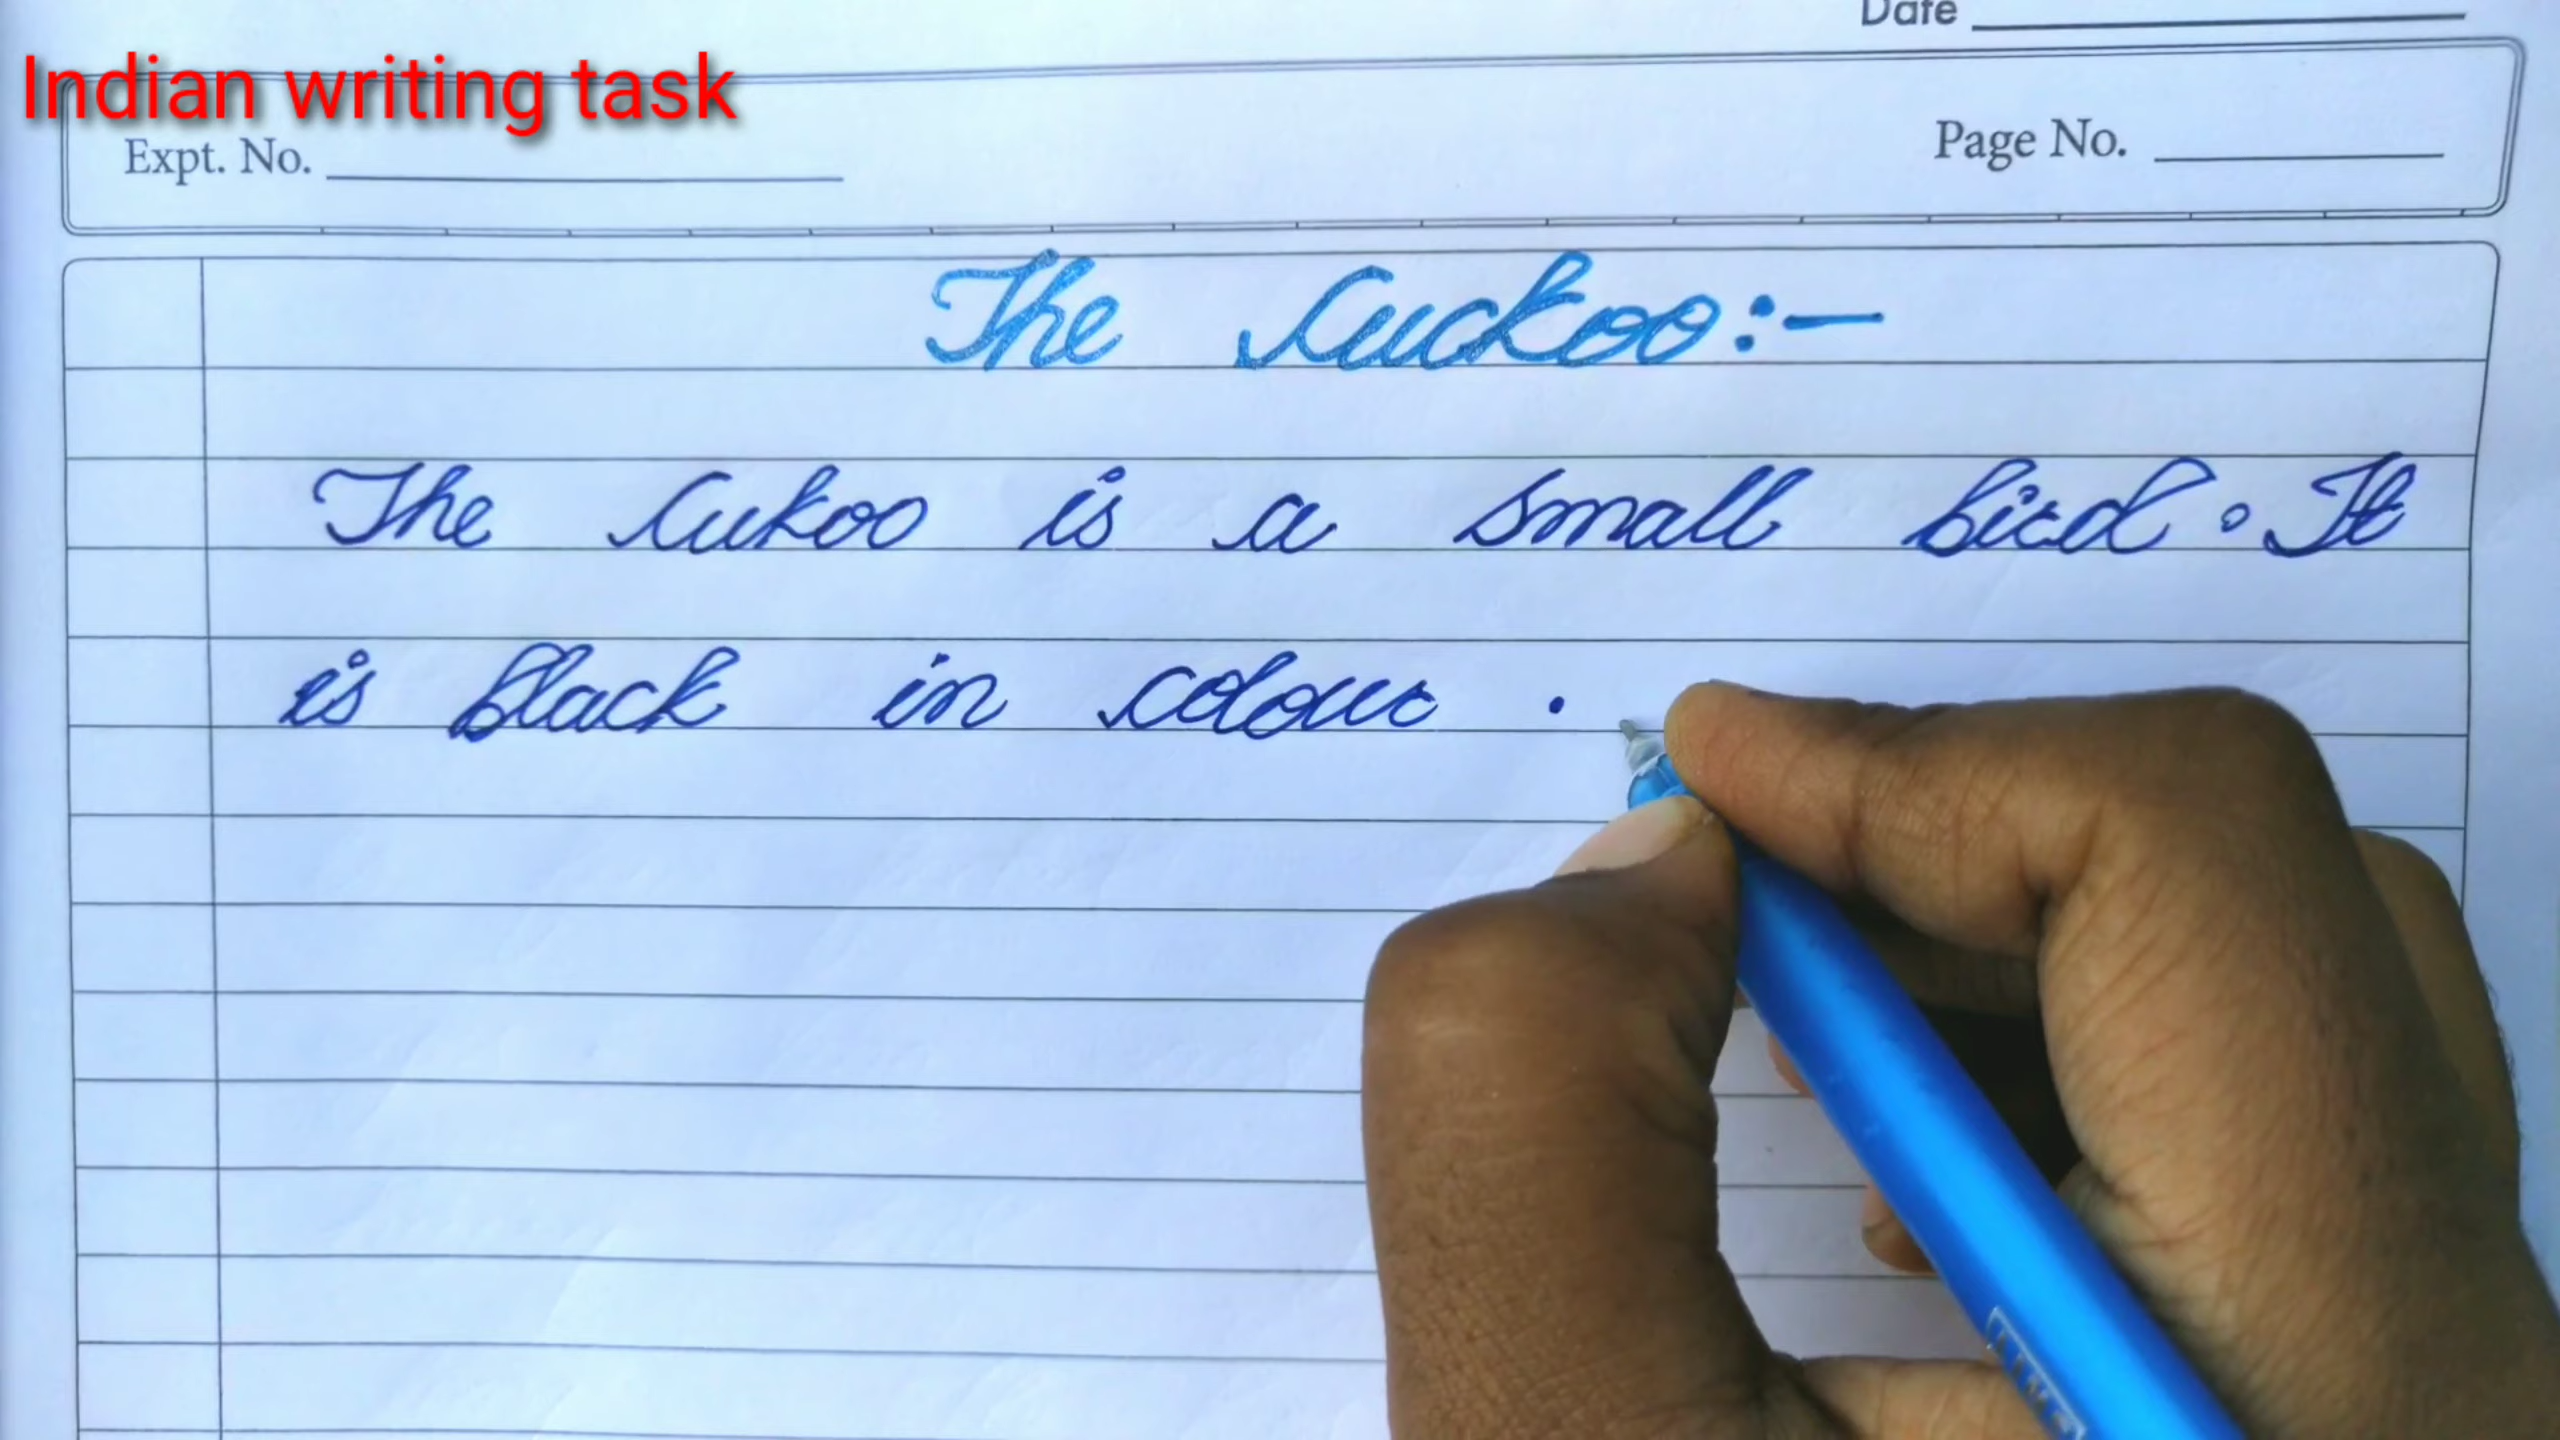 Date
Indian writing task
Expt. No.
Page No.
The Cuckoo:-
The Cukoo is a small bird. It
is black in colour .